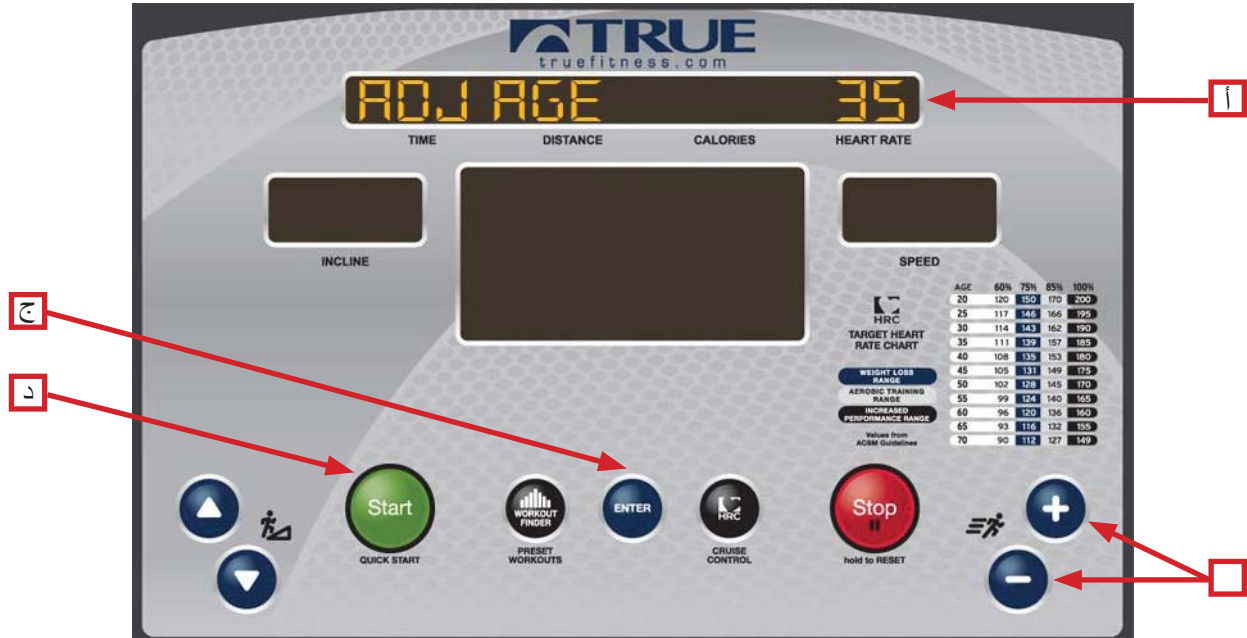 TRUE
truefitness.com
ADJ AGE 35
أ
TIME DISTANCE CALORIES HEART RATE
INCLINE
SPEED
ج
د
HRC
TARGET HEART
RATE CHART
WEIGHT LOSS
RANGE
AEROBIC TRAINING
RANGE
INCREASED
PERFORMANCE RANGE
Values from
ACSM Guidelines
AGE 60% 75% 85% 100%
20 120 150 170 200
25 117 146 166 195
30 114 143 162 190
35 111 139 157 185
40 108 135 153 180
45 105 131 149 175
50 102 128 145 170
55 99 124 140 165
60 96 120 136 160
65 93 116 132 155
70 90 112 127 149
Start
QUICK START
WORKOUT
FINDER
PRESET
WORKOUTS
ENTER
HRC
CRUISE
CONTROL
Stop
hold to RESET